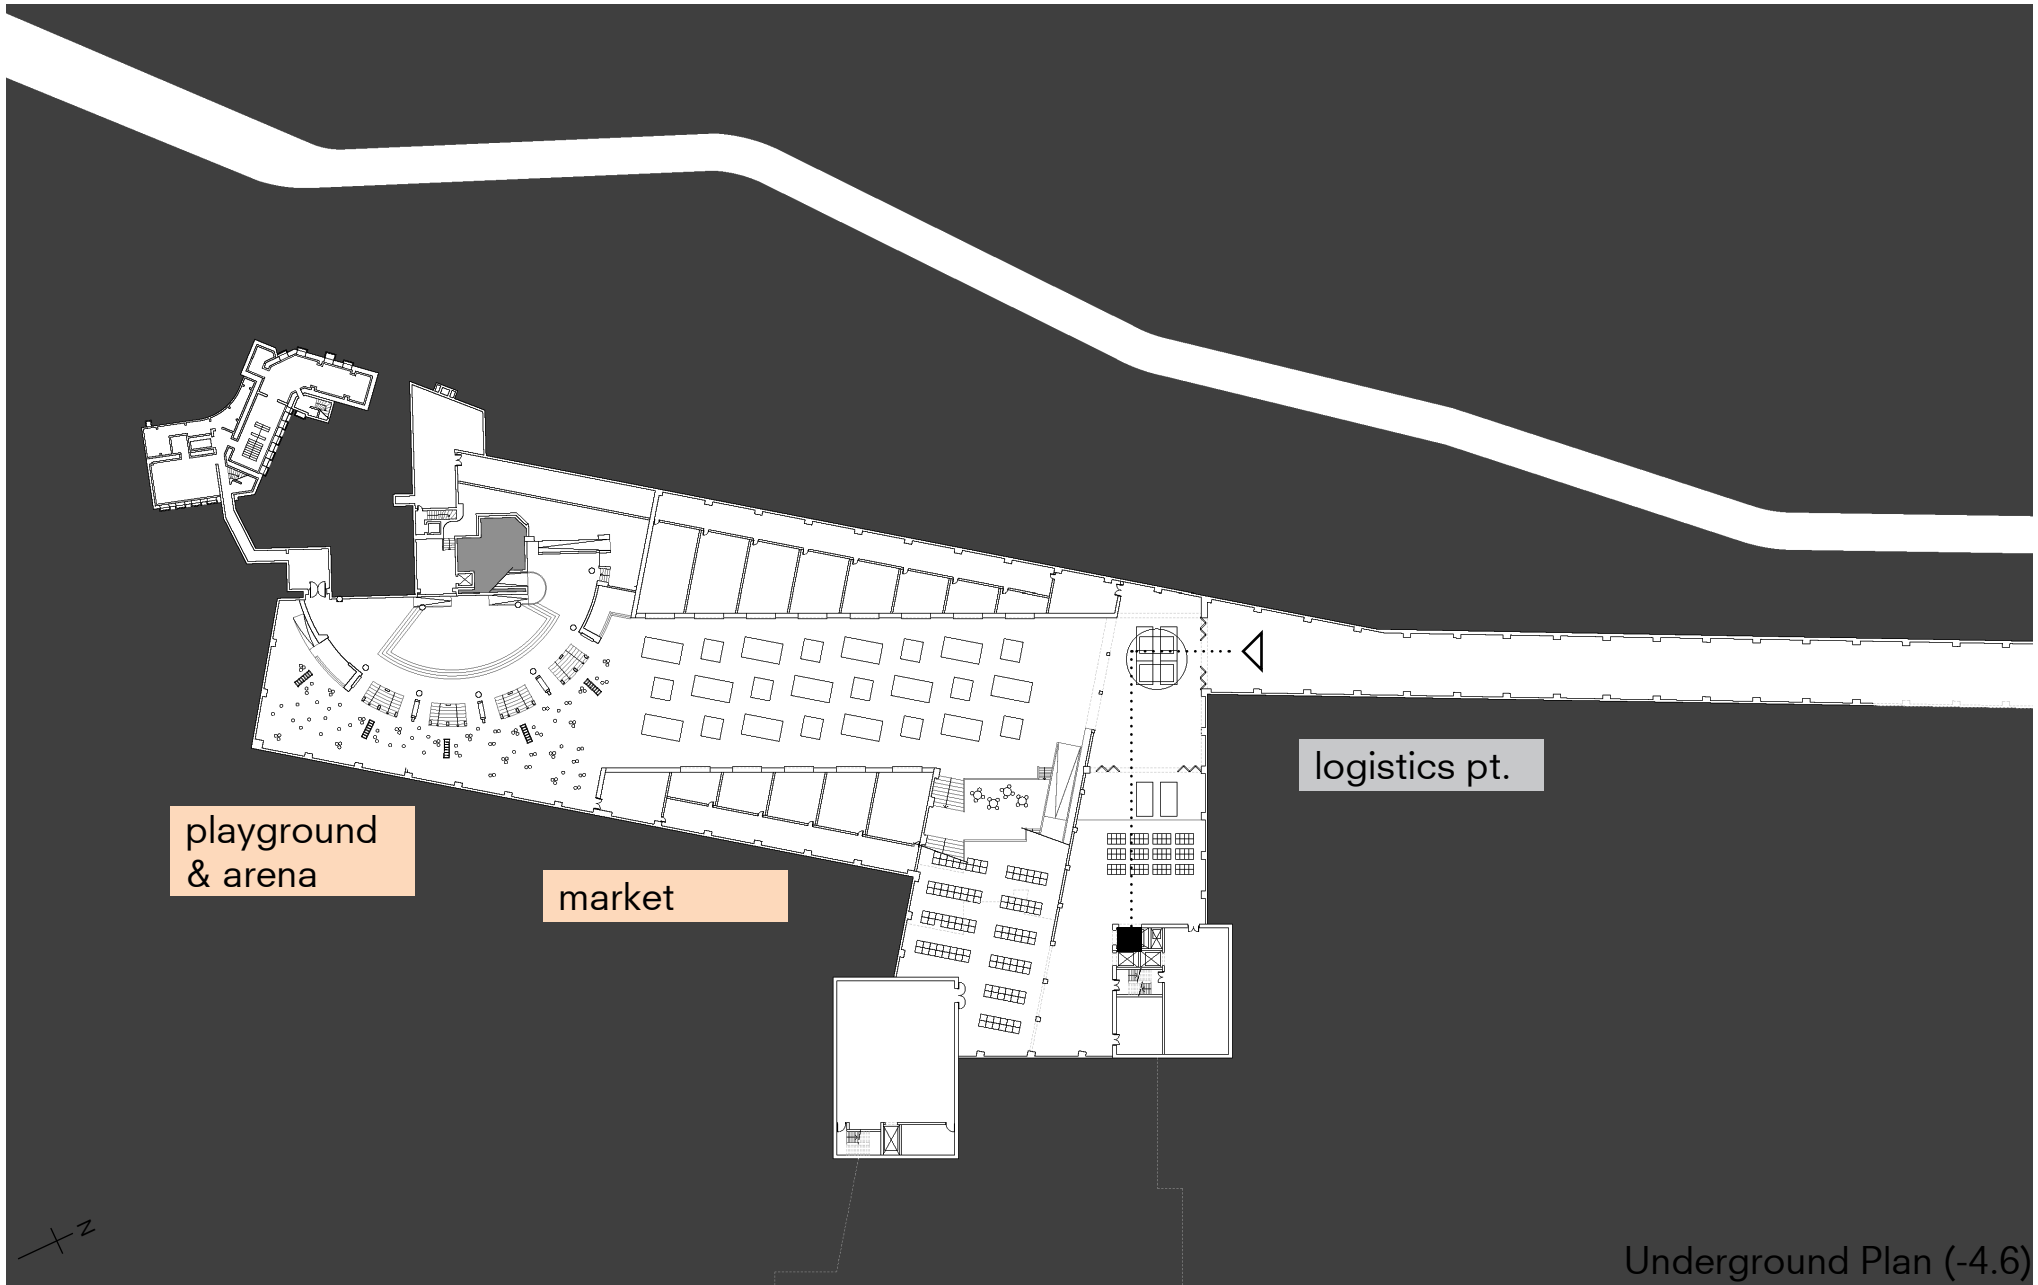 logistics pt.
playground
& arena
market
N
Underground Plan (-4.6)